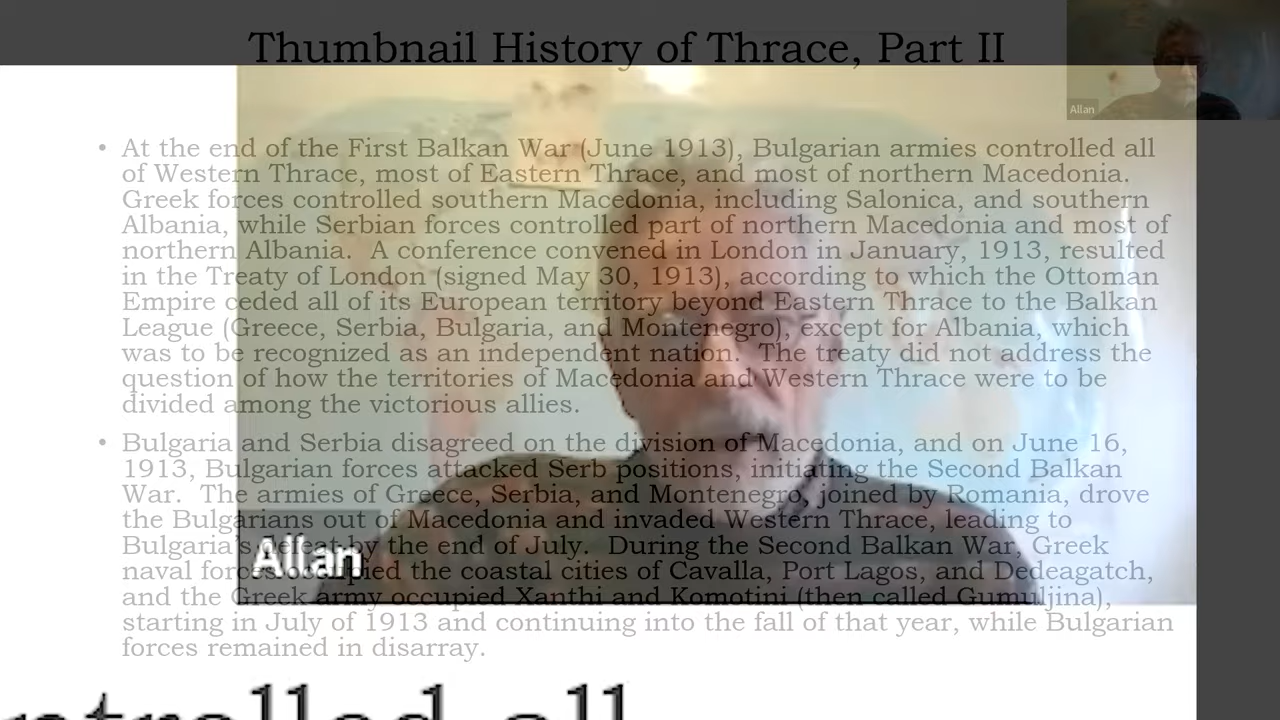 Thumbnail History of Thrace, Part II
Allan
• At the end of the First Balkan War (June 1913), Bulgarian armies controlled all
of Western Thrace, most of Eastern Thrace, and most of northern Macedonia.
Greek forces controlled southern Macedonia, including Salonica, and southern
Albania, while Serbian forces controlled part of northern Macedonia and most of
northern Albania. A conference convened in London in January, 1913, resulted
in the Treaty of London (signed May 30, 1913), according to which the Ottoman
Empire ceded all of its European territory beyond Eastern Thrace to the Balkan
League (Greece, Serbia, Bulgaria, and Montenegro), except for Albania, which
was to be recognized as an independent nation. The treaty did not address the
question of how the territories of Macedonia and Western Thrace were to be
divided among the victorious allies.
• Bulgaria and Serbia disagreed on the division of Macedonia, and on June 16,
1913, Bulgarian forces attacked Serb positions, initiating the Second Balkan
War. The armies of Greece, Serbia, and Montenegro, joined by Romania, drove
the Bulgarians out of Macedonia and invaded Western Thrace, leading to
Bulgaria's defeat by the end of July. During the Second Balkan War, Greek
naval forces occupied the coastal cities of Cavalla, Port Lagos, and Dedeagatch,
and the Greek army occupied Xanthi and Komotini (then called Gumuljina),
starting in July of 1913 and continuing into the fall of that year, while Bulgarian
forces remained in disarray.
Allan
ntrolled all